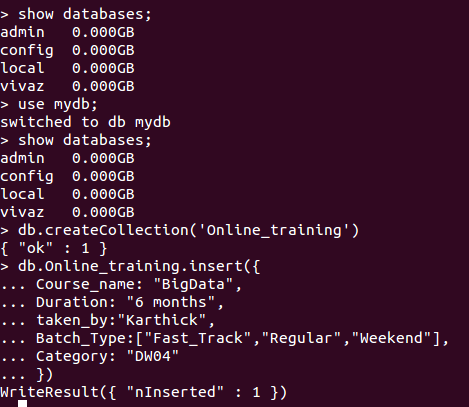 > show databases;
admin   0.000GB
config  0.000GB
local   0.000GB
vivaz   0.000GB
> use mydb;
switched to db mydb
> show databases;
admin   0.000GB
config  0.000GB
local   0.000GB
vivaz   0.000GB
> db.createCollection('Online_training')
{ "ok" : 1 }
> db.Online_training.insert({
... Course_name: "BigData",
... Duration: "6 months",
... taken_by:"Karthick",
... Batch_Type:["Fast_Track","Regular","Weekend"],
... Category: "DW04"
... })
WriteResult({ "nInserted" : 1 })